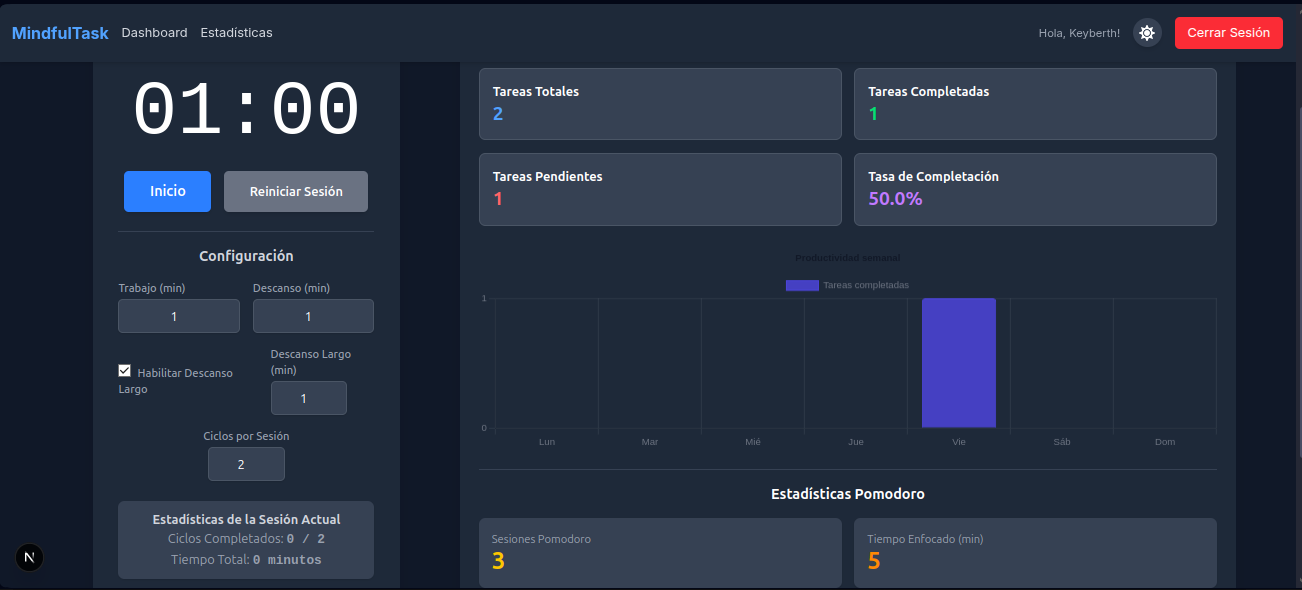 MindfulTask Dashboard Estadísticas Hola, Keyberth! Cerrar Sesión
01:00
Inicio Reiniciar Sesión
Configuración
Trabajo (min) Descanso (min)
1 1
Habilitar Descanso
Largo
Descanso Largo
(min)
1
Ciclos por Sesión
2
Estadísticas de la Sesión Actual
Ciclos Completados: 0 / 2
Tiempo Total: 0 minutos
N
Tareas Totales
2
Tareas Completadas
1
Tareas Pendientes
1
Tasa de Completación
50.0%
Productividad semanal
Tareas completadas
1
0
Lun Mar Mié Jue Vie Sáb Dom
Estadísticas Pomodoro
Sesiones Pomodoro
3
Tiempo Enfocado (min)
5